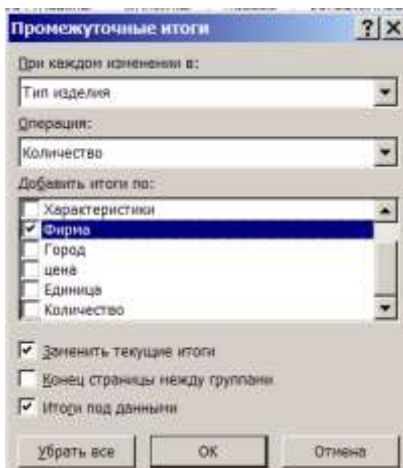 Промежуточные итоги
При каждом изменении в:
Тип изделия
Операция:
Количество
Добавить итоги по:
Характеристики
Фирма
Город
цена
Единица
Количество
Заменить текущие итоги
Конец страницы между группами
Итоги под данными
Убрать все
ОК
Отмена